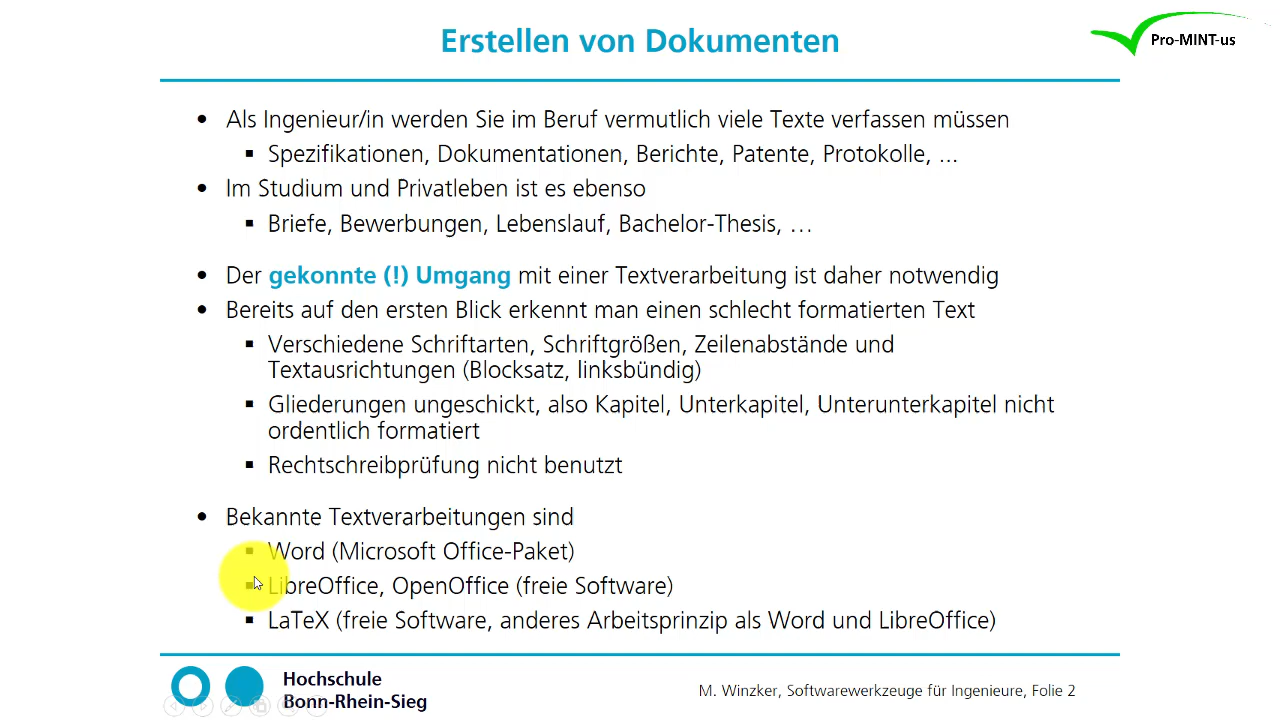 Erstellen von Dokumenten
Pro-MINT-us
• Als Ingenieur/in werden Sie im Beruf vermutlich viele Texte verfassen müssen
▪ Spezifikationen, Dokumentationen, Berichte, Patente, Protokolle, ...
• Im Studium und Privatleben ist es ebenso
▪ Briefe, Bewerbungen, Lebenslauf, Bachelor-Thesis, …
• Der gekonnte (!) Umgang mit einer Textverarbeitung ist daher notwendig
• Bereits auf den ersten Blick erkennt man einen schlecht formatierten Text
▪ Verschiedene Schriftarten, Schriftgrößen, Zeilenabstände und
Textausrichtungen (Blocksatz, linksbündig)
▪ Gliederungen ungeschickt, also Kapitel, Unterkapitel, Unterunterkapitel nicht
ordentlich formatiert
▪ Rechtschreibprüfung nicht benutzt
• Bekannte Textverarbeitungen sind
▪ Word (Microsoft Office-Paket)
▪ LibreOffice, OpenOffice (freie Software)
▪ LaTeX (freie Software, anderes Arbeitsprinzip als Word und LibreOffice)
Hochschule
Bonn-Rhein-Sieg
M. Winzker, Softwarewerkzeuge für Ingenieure, Folie 2